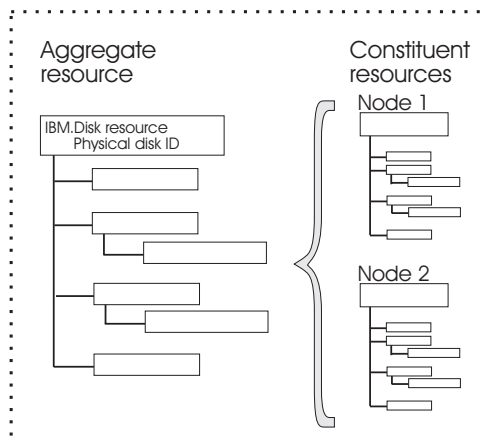 Aggregate
resource
Constituent
resources
IBM.Disk resource
Physical disk ID
Node 1
Node 2